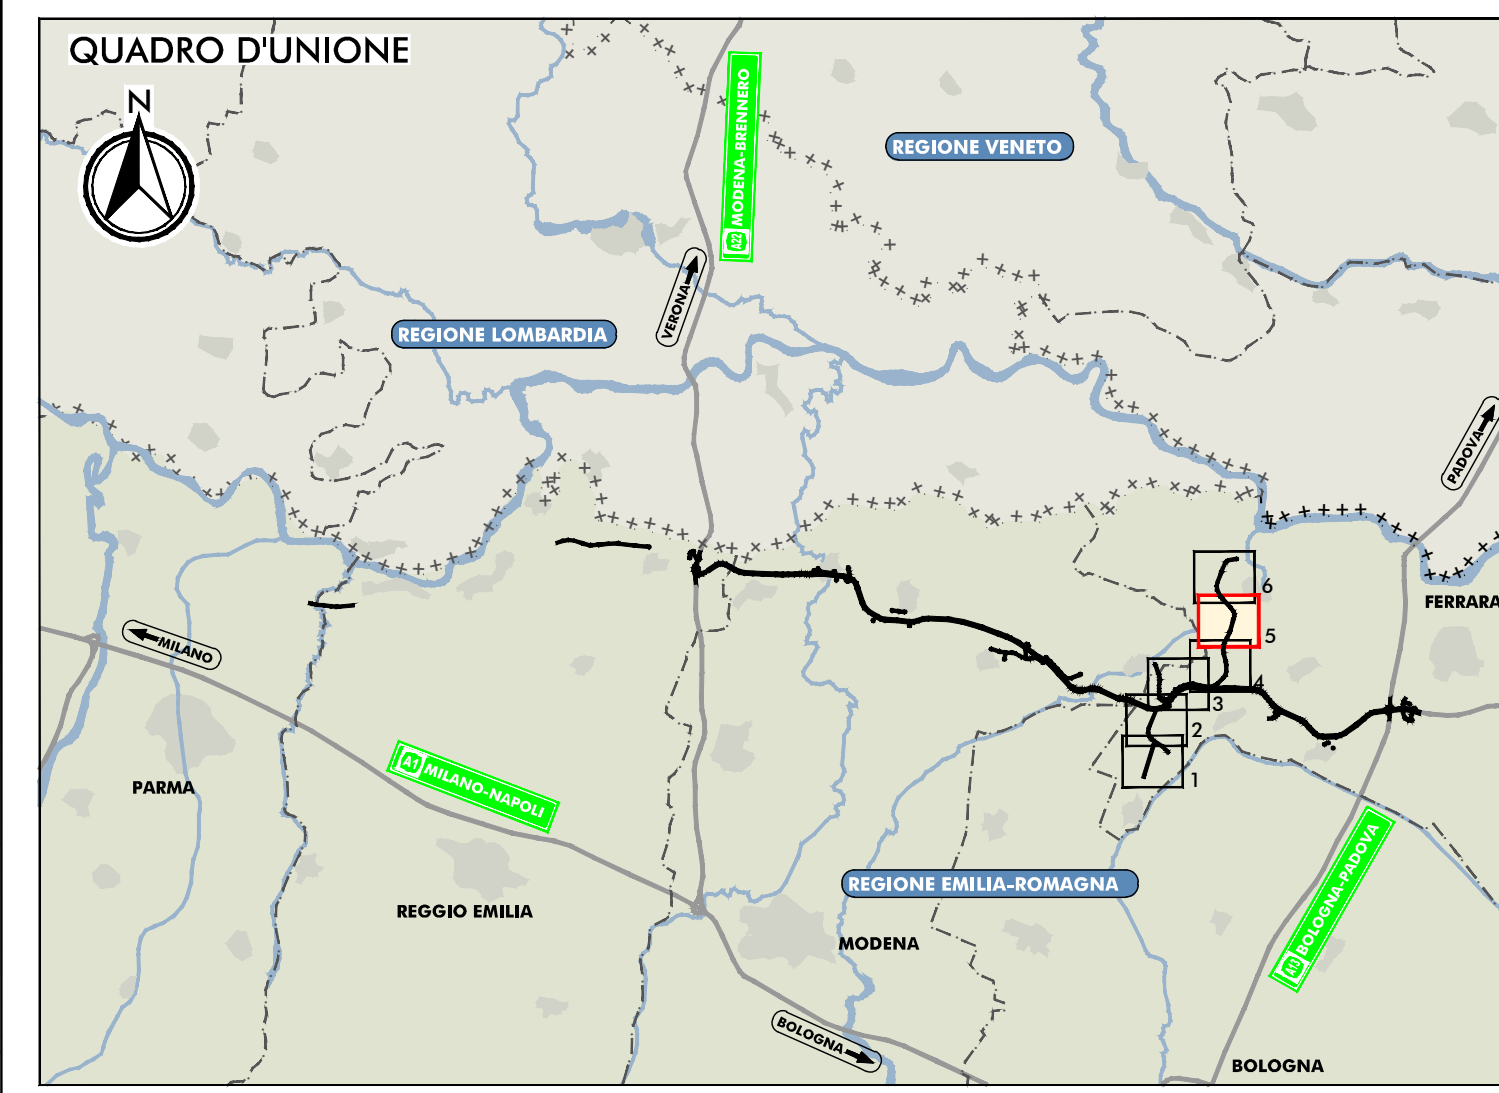 QUADRO D'UNIONE
N
A22 MODENA-BRENNERO
REGIONE VENETO
VERONA
REGIONE LOMBARDIA
PADOVA
6
FERRARA
5
MILANO
4
3
2
1
PARMA
A1 MILANO-NAPOLI
A13 BOLOGNA-PADOVA
REGIONE EMILIA-ROMAGNA
REGGIO EMILIA
MODENA
BOLOGNA
BOLOGNA